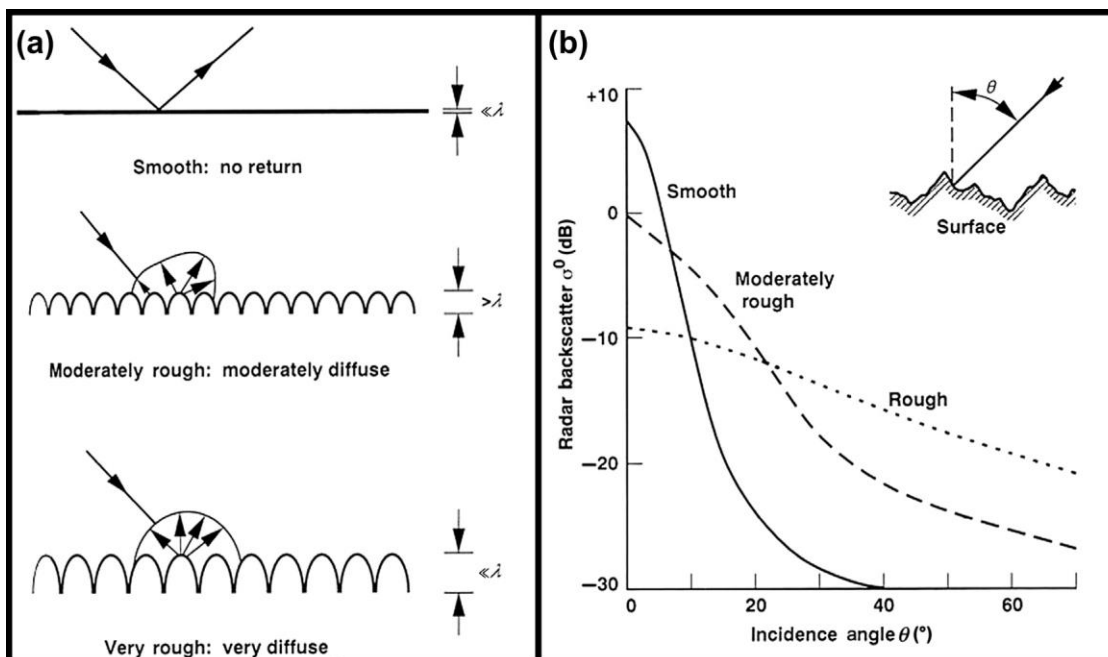 (a)
≪λ
Smooth: no return
>λ
Moderately rough: moderately diffuse
≪λ
Very rough: very diffuse
(b)
+10
0
−10
−20
−30
Radar backscatter σ⁰ (dB)
Smooth
Moderately
rough
Rough
θ
Surface
0
20
40
60
Incidence angle θ (°)